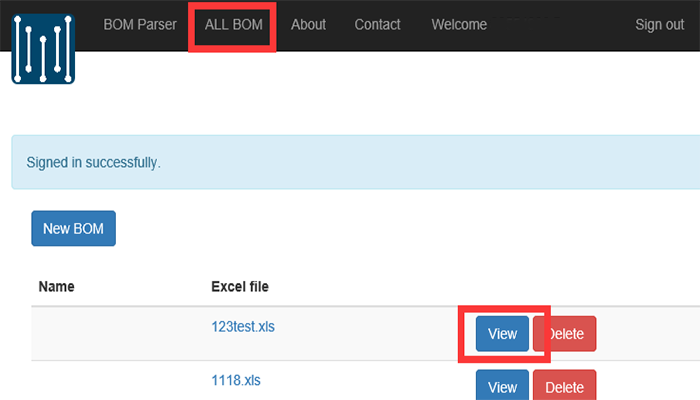 BOM Parser ALL BOM About Contact Welcome Sign out
Signed in successfully.
New BOM
Name Excel file
123test.xls View Delete
1118.xls View Delete